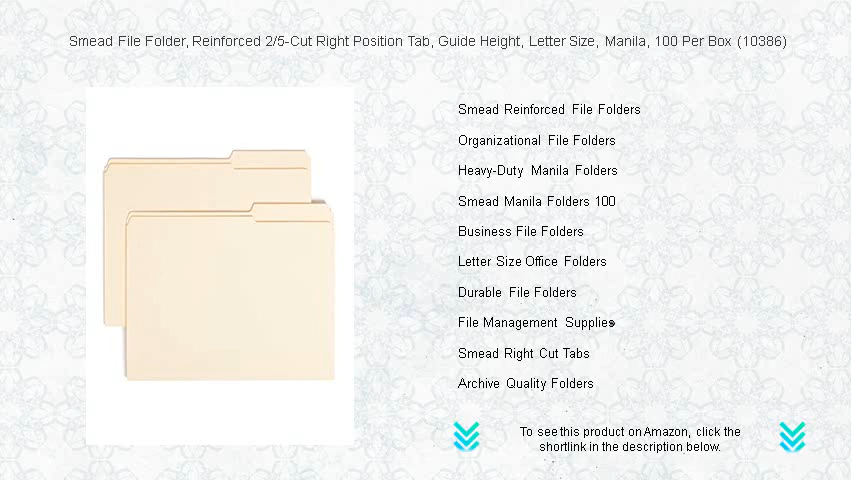 Smead File Folder, Reinforced 2/5-Cut Right Position Tab, Guide Height, Letter Size, Manila, 100 Per Box (10386)
Smead Reinforced File Folders
Organizational File Folders
Heavy-Duty Manila Folders
Smead Manila Folders 100
Business File Folders
Letter Size Office Folders
Durable File Folders
File Management Supplies
Smead Right Cut Tabs
Archive Quality Folders
To see this product on Amazon, click the
shortlink in the description below.